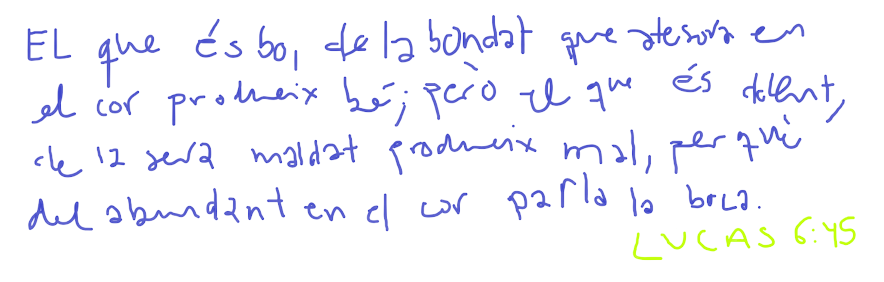 EL que és bo, de la bondat que atesora en
el cor produeix bé; però el que és dolent,
de la seva maldat produeix mal, perquè
del abundant en el cor parla la boca.
LUCAS 6:45